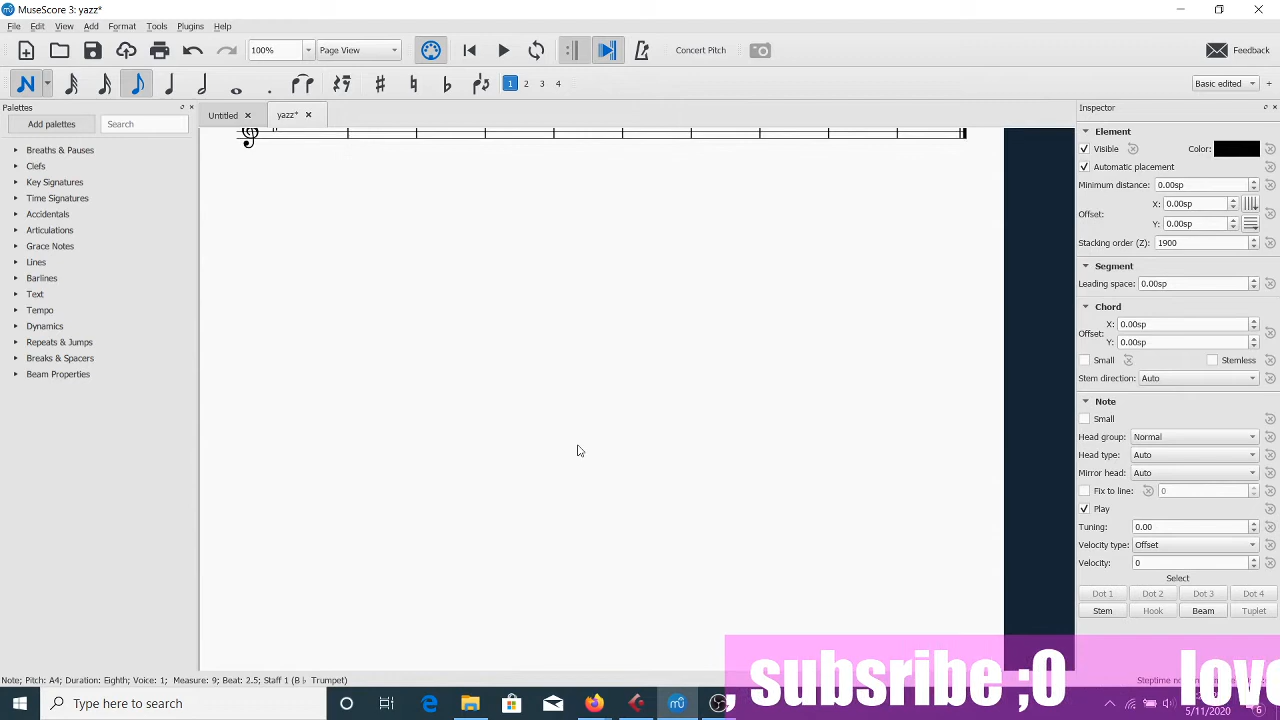 MuseScore 3: yazz*
File Edit View Add Format Tools Plugins Help
100% Page View Concert Pitch Feedback
1 2 3 4 Basic edited +
Palettes
Untitled yazz*
Inspector
Add palettes Search
Breaths & Pauses
Clefs
Key Signatures
Time Signatures
Accidentals
Articulations
Grace Notes
Lines
Barlines
Text
Tempo
Dynamics
Repeats & Jumps
Breaks & Spacers
Beam Properties
Element
Visible Color:
Automatic placement
Minimum distance: 0.00sp
Offset: X: 0.00sp
Y: 0.00sp
Stacking order (Z): 1900
Segment
Leading space: 0.00sp
Chord
Offset: X: 0.00sp
Y: 0.00sp
Small Stemless
Stem direction: Auto
Note
Small
Head group: Normal
Head type: Auto
Mirror head: Auto
Fix to line: 0
Play
Tuning: 0.00
Velocity type: Offset
Velocity: 0
Select
Dot 1 Dot 2 Dot 3 Dot 4
Stem Hook Beam Tuplet
, subsribe ;0 love
Note; Pitch: A4; Duration: Eighth; Voice: 1; Measure: 9; Beat: 2.5; Staff 1 (B♭ Trumpet)
Type here to search
5/11/2020 6